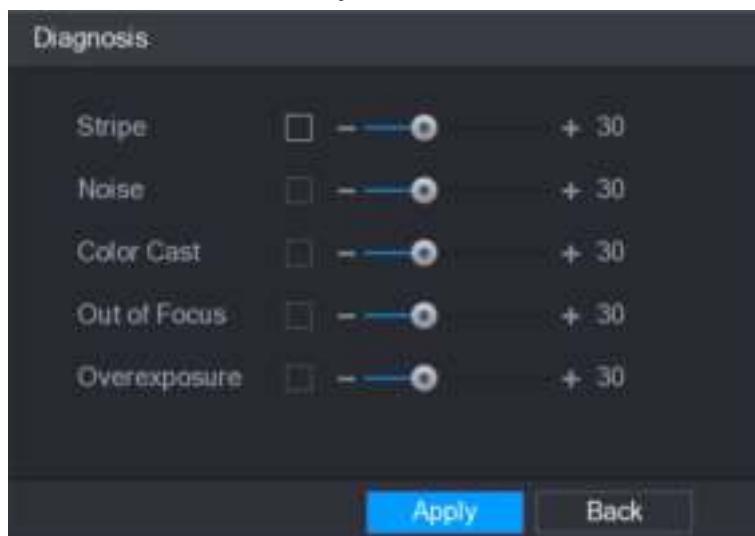 Diagnosis
Stripe - + 30
Noise - + 30
Color Cast - + 30
Out of Focus - + 30
Overexposure - + 30
Apply Back